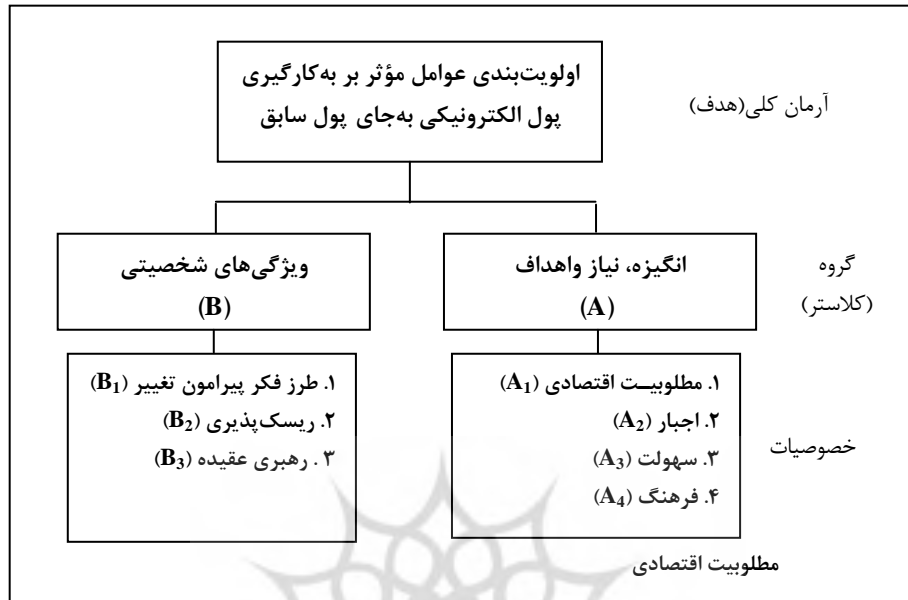 اولویت‌بندی عوامل مؤثر بر به‌کارگیری
پول الکترونیکی به‌جای پول سابق
آرمان کلی(هدف)
انگیزه، نیاز واهداف
(A)
ویژگی‌های شخصیتی
(B)
گروه
(کلاستر)
۱. مطلوبیـت اقتصادی (A1)
۲. اجبار (A2)
۳. سهولت (A3)
۴. فرهنگ (A4)
۱. طرز فکر پیرامون تغییر (B1)
۲. ریسک‌پذیری (B2)
۳ . رهبری عقیده (B3)
خصوصیات
مطلوبیت اقتصادی